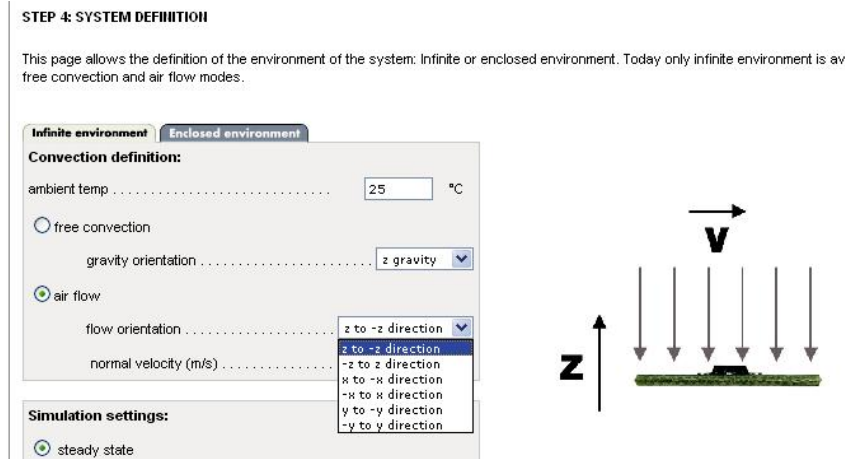 STEP 4: SYSTEM DEFINITION
This page allows the definition of the environment of the system: Infinite or enclosed environment. Today only infinite environment is av
free convection and air flow modes.
Infinite environment Enclosed environment
Convection definition:
ambient temp . . . . . . . . . . . . . . . . . . . . . . . . . . . . 25 °C
free convection
gravity orientation . . . . . . . . . . . . . . . . . . . . . . . z gravity
air flow
flow orientation . . . . . . . . . . . . . . . . . . . . z to -z direction
z to -z direction
normal velocity (m/s) . . . . . . . . . . . . . . .
-z to z direction
x to -x direction
-x to x direction
y to -y direction
-y to y direction
Simulation settings:
steady state
V
Z